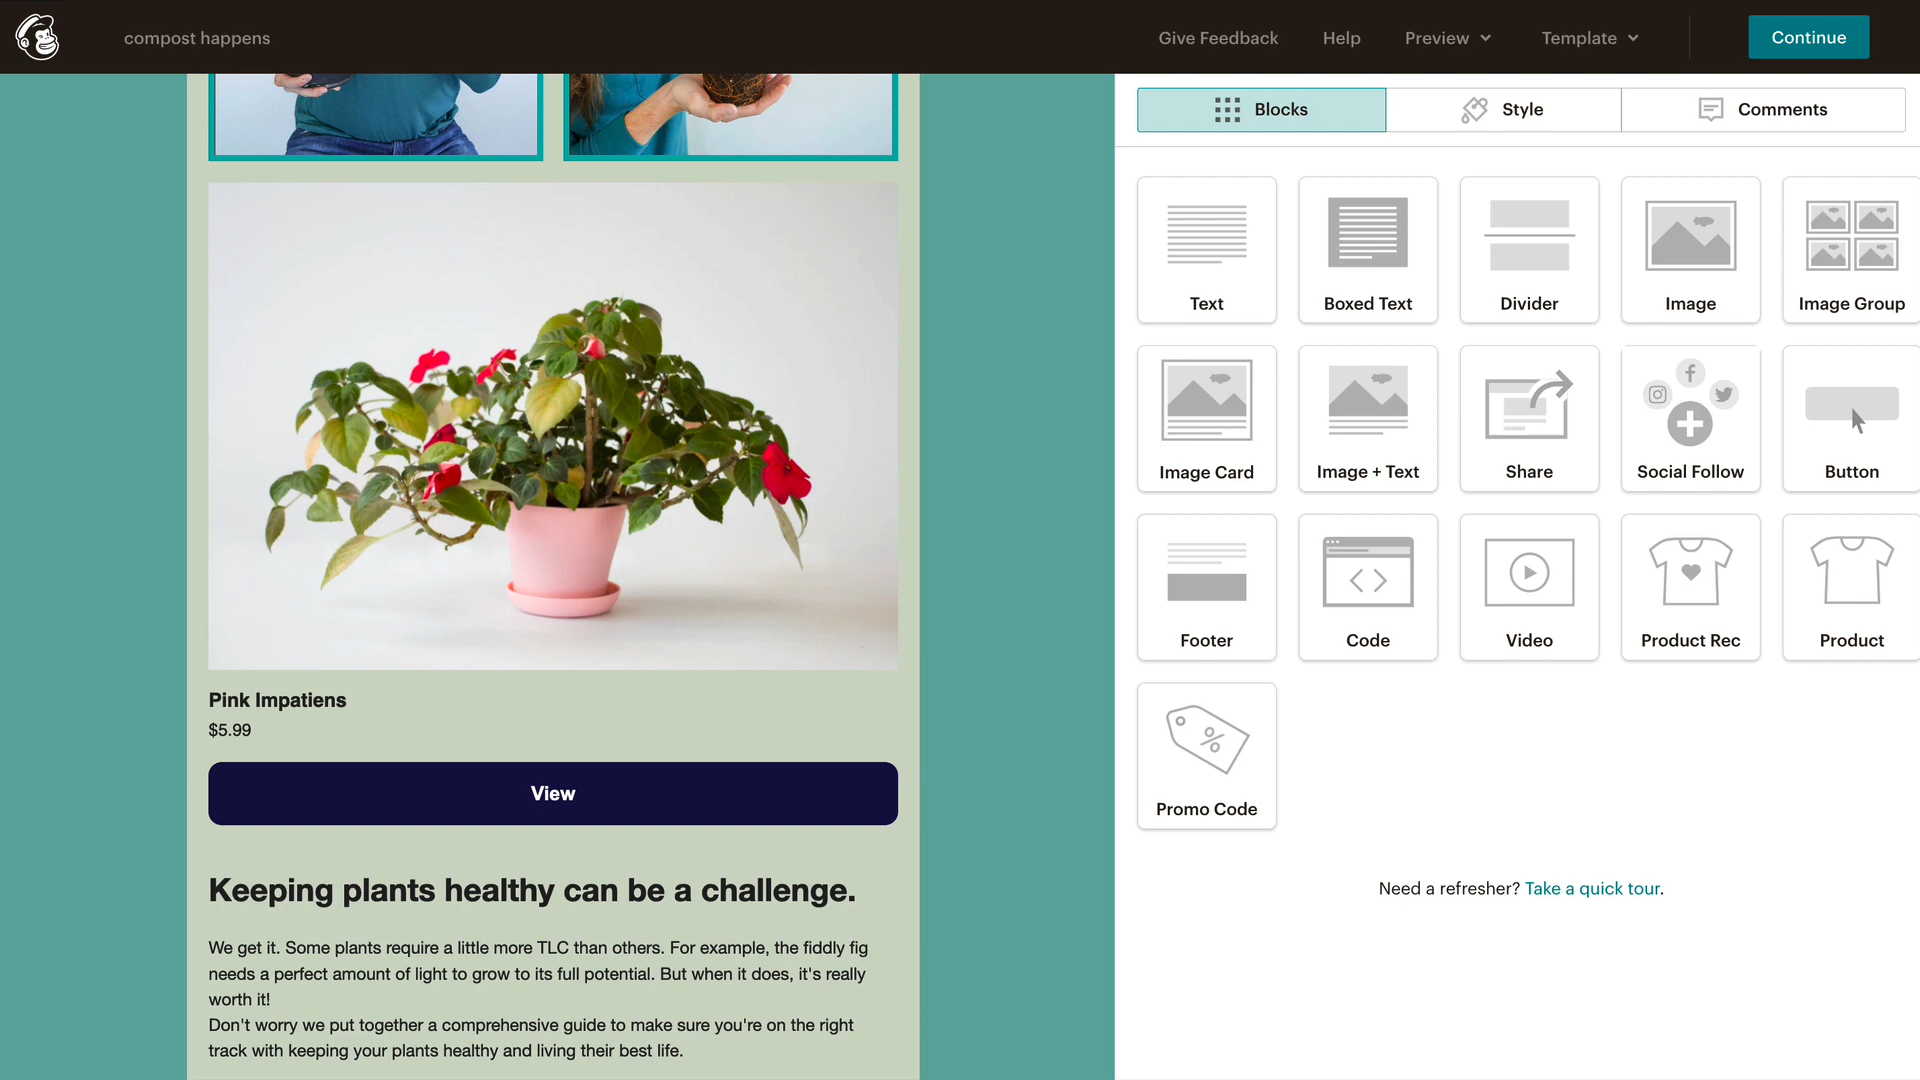 compost happens
Give Feedback
Help
Preview
Template
Continue
Blocks
Style
Comments
Text
Boxed Text
Divider
Image
Image Group
Image Card
Image + Text
Share
Social Follow
Button
Footer
Code
Video
Product Rec
Product
Promo Code
Need a refresher? Take a quick tour.
Pink Impatiens
$5.99
View
Keeping plants healthy can be a challenge.
We get it. Some plants require a little more TLC than others. For example, the fiddly fig
needs a perfect amount of light to grow to its full potential. But when it does, it's really
worth it!
Don't worry we put together a comprehensive guide to make sure you're on the right
track with keeping your plants healthy and living their best life.